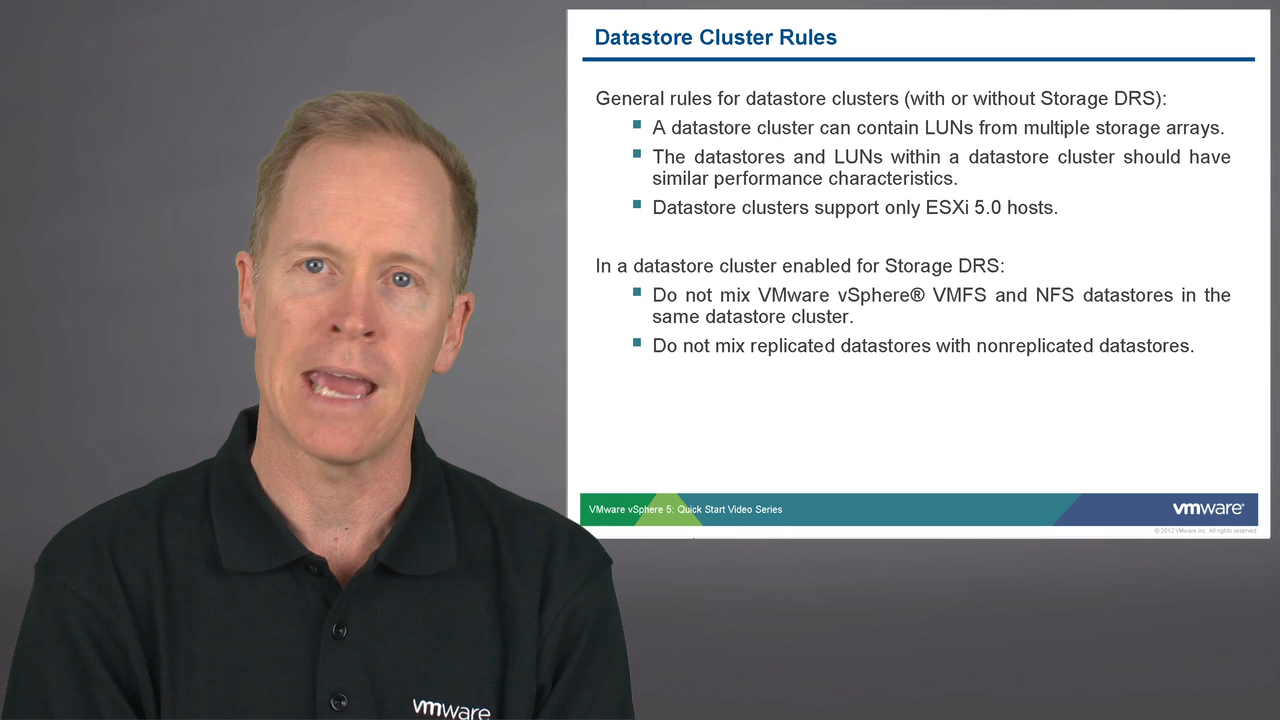 Datastore Cluster Rules
General rules for datastore clusters (with or without Storage DRS):
A datastore cluster can contain LUNs from multiple storage arrays.
The datastores and LUNs within a datastore cluster should have
similar performance characteristics.
Datastore clusters support only ESXi 5.0 hosts.
In a datastore cluster enabled for Storage DRS:
Do not mix VMware vSphere® VMFS and NFS datastores in the
same datastore cluster.
Do not mix replicated datastores with nonreplicated datastores.
VMware vSphere 5: Quick Start Video Series
vmware®
© 2012 VMware Inc. All rights reserved
vmware